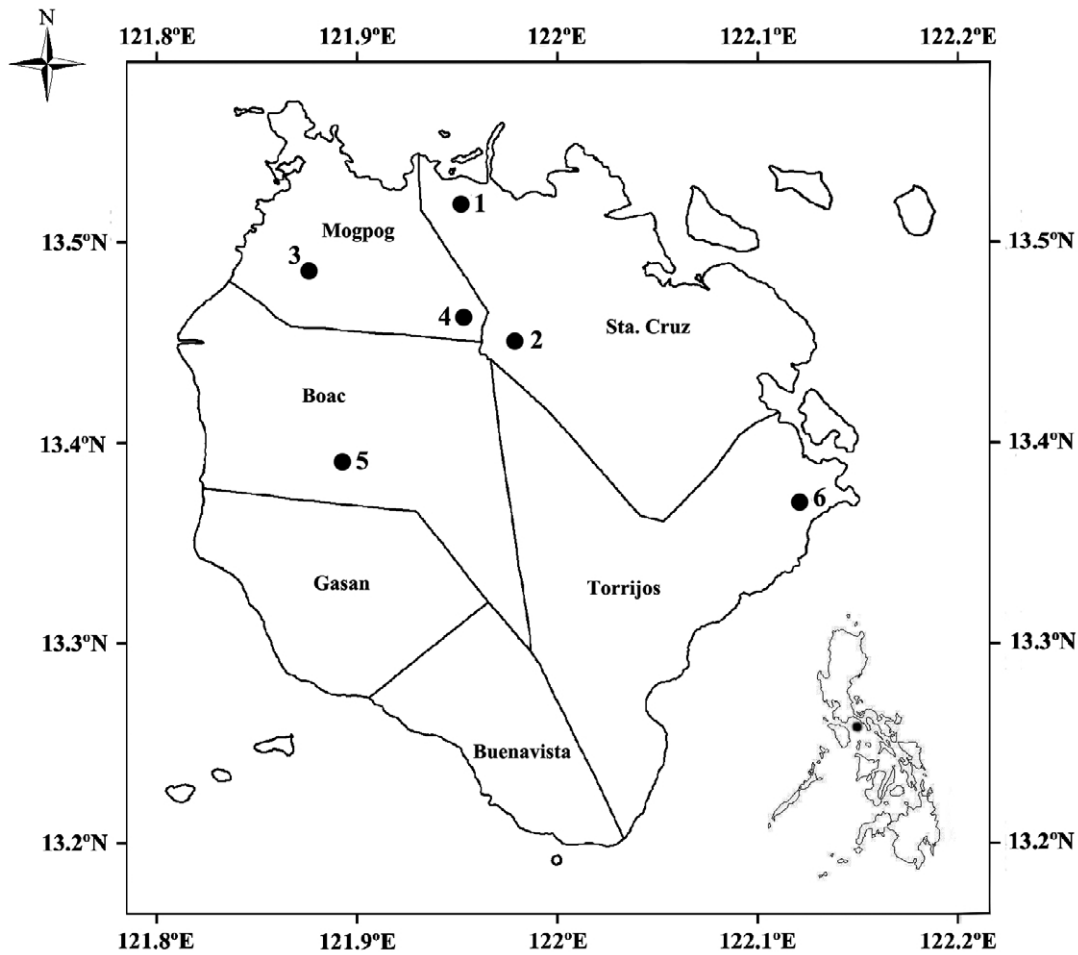 N
121.8ºE 121.9ºE 122ºE 122.1ºE 122.2ºE
1
Mogpog
13.5ºN 13.5ºN
3
4
2
Sta. Cruz
Boac
13.4ºN 13.4ºN
5
6
Gasan
Torrijos
13.3ºN 13.3ºN
Buenavista
13.2ºN 13.2ºN
121.8ºE 121.9ºE 122ºE 122.1ºE 122.2ºE